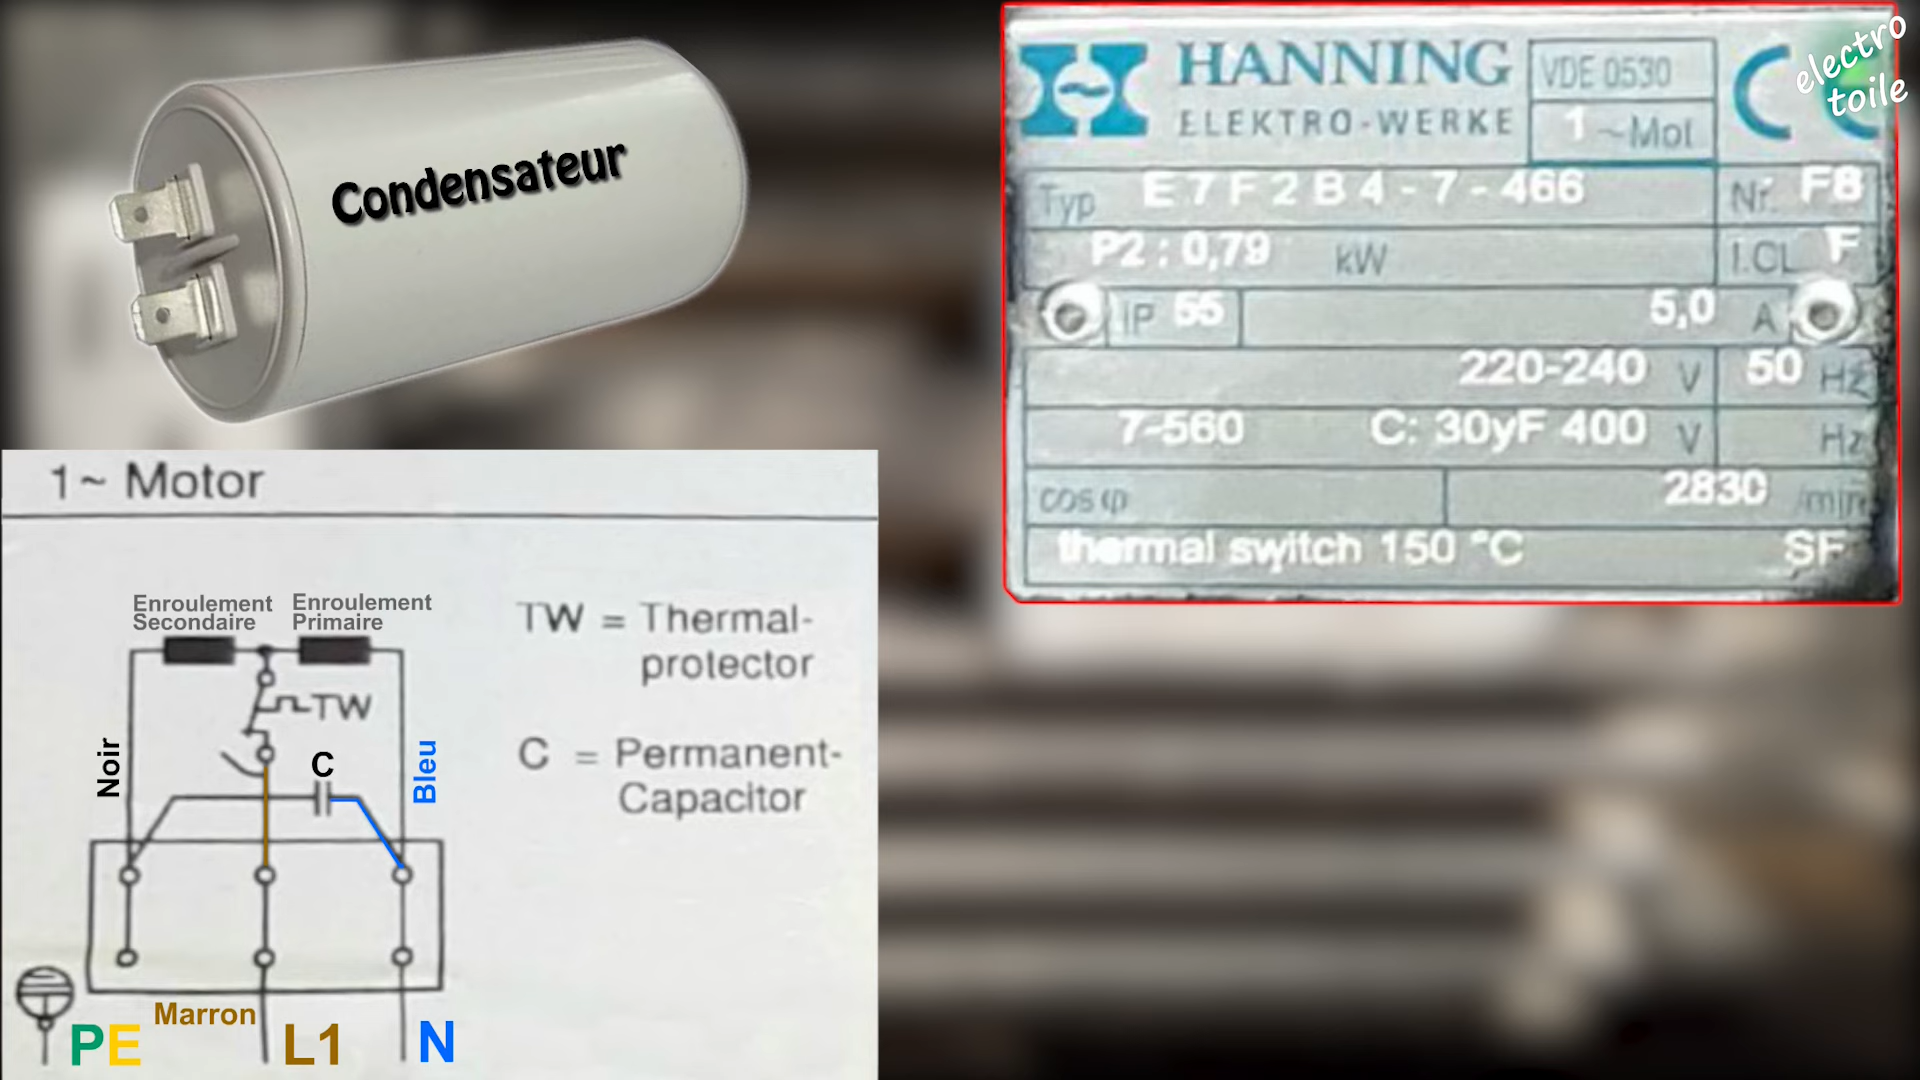 Condensateur
HANNING
ELEKTRO-WERKE
VDE 0530
1 ~Mot
electro
toile
Typ E7F2B4-7-466 Nr. F8
P2: 0,79 kW I.CL F
IP 55 5,0 A
220-240 V 50 Hz
7-560 C: 30yF 400 V Hz
cos φ 2830 /min
thermal switch 150 °C SF
1~ Motor
Enroulement
Secondaire
Enroulement
Primaire
TW
Noir
C
Bleu
TW = Thermal-
protector
C = Permanent-
Capacitor
PE Marron L1 N